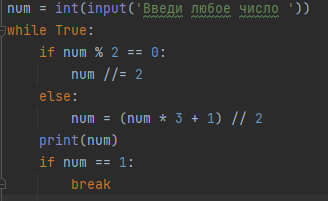 num = int(input('Введи любое число '))
while True:
    if num % 2 == 0:
        num //= 2
    else:
        num = (num * 3 + 1) // 2
    print(num)
    if num == 1:
        break